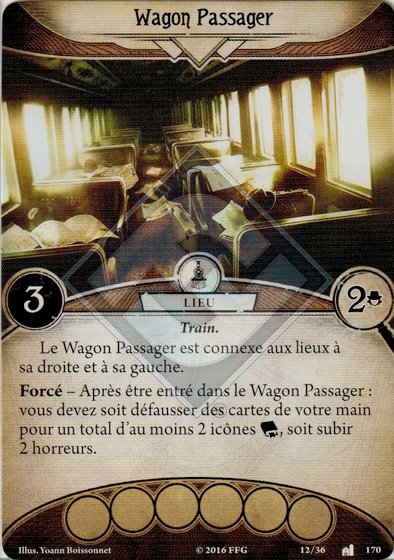 Wagon Passager
3
LIEU
2
Train.
Le Wagon Passager est connexe aux lieux à
sa droite et à sa gauche.
Forcé – Après être entré dans le Wagon Passager :
vous devez soit défausser des cartes de votre main
pour un total d'au moins 2 icônes , soit subir
2 horreurs.
Illus. Yoann Boissonnet
© 2016 FFG
12/36
170